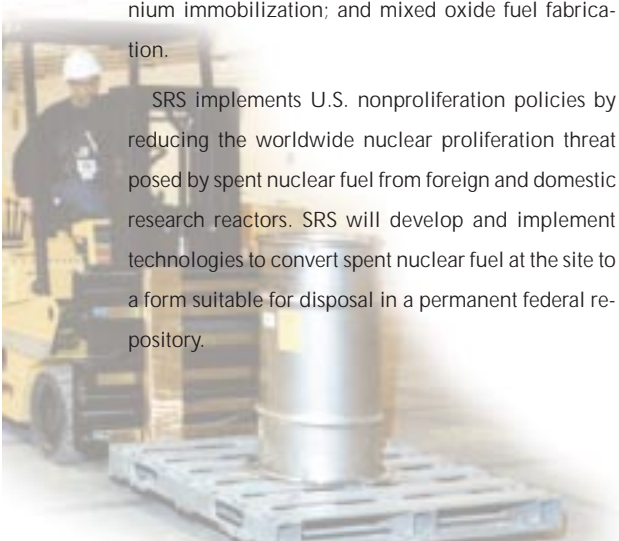 nium immobilization; and mixed oxide fuel fabrica-
tion.
SRS implements U.S. nonproliferation policies by
reducing the worldwide nuclear proliferation threat
posed by spent nuclear fuel from foreign and domestic
research reactors. SRS will develop and implement
technologies to convert spent nuclear fuel at the site to
a form suitable for disposal in a permanent federal re-
pository.